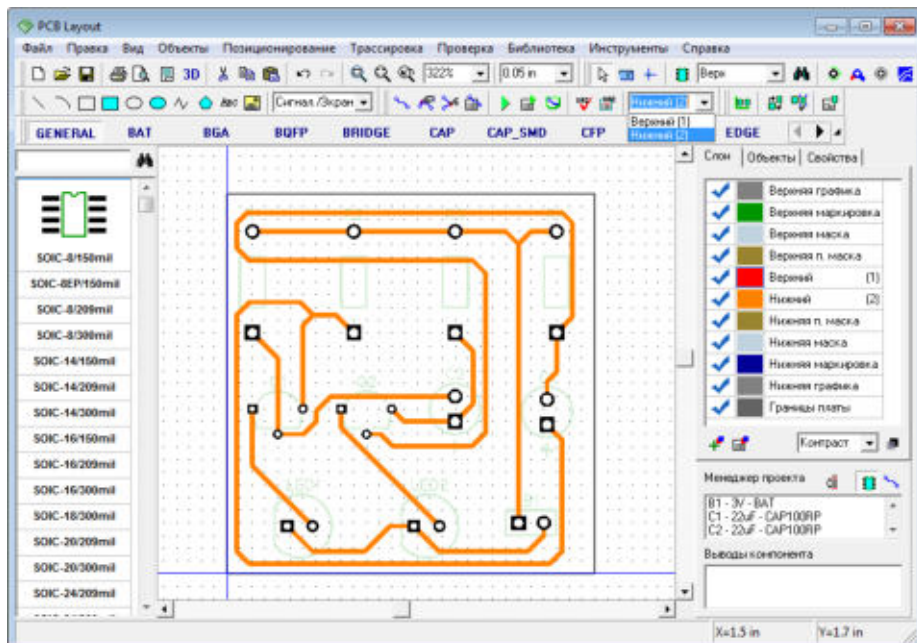 PCB Layout
Файл Правка Вид Объекты Позиционирование Трассировка Проверка Библиотека Инструменты Справка
3D 322% 0.05 in Верх A
Abc Сигнал /Экран Нижний (2)
Верхний (1)
Нижний (2)
GENERAL BAT BGA BQFP BRIDGE CAP CAP_SMD CFP EDGE
Слои Объекты Свойства
Верхняя графика
Верхняя маркировка
Верхняя маска
Верхняя п. маска
Верхний (1)
Нижний (2)
Нижняя п. маска
Нижняя маска
Нижняя маркировка
Нижняя графика
Границы платы
Контраст
Менеджер проекта
B1 - 3V - BAT
C1 - 22uF - CAP100RP
C2 - 22uF - CAP100RP
Выводы компонента
SOIC-8/150mil
SOIC-8EP/150mil
SOIC-8/209mil
SOIC-8/300mil
SOIC-14/150mil
SOIC-14/209mil
SOIC-14/300mil
SOIC-16/150mil
SOIC-16/209mil
SOIC-16/300mil
SOIC-18/300mil
SOIC-20/209mil
SOIC-20/300mil
SOIC-24/209mil
X=1.5 in Y=1.7 in